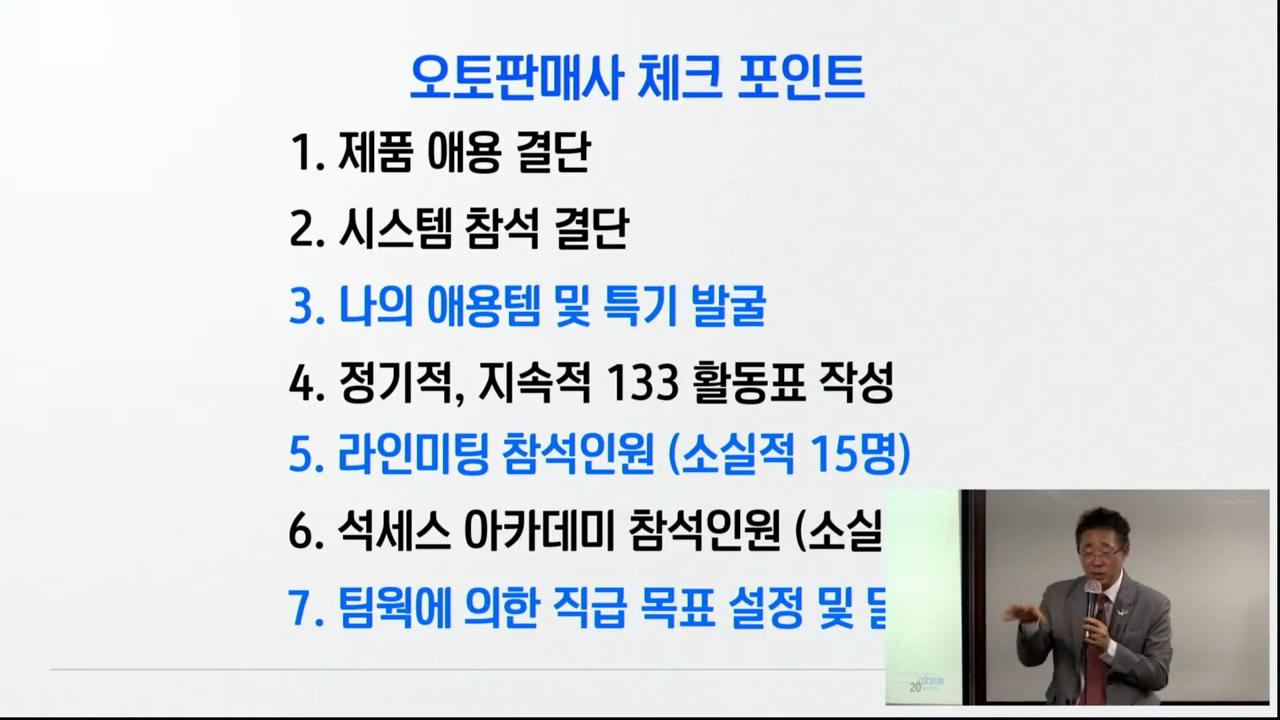 오토판매사 체크 포인트
1. 제품 애용 결단
2. 시스템 참석 결단
3. 나의 애용템 및 특기 발굴
4. 정기적, 지속적 133 활동표 작성
5. 라인미팅 참석인원 (소실적 15명)
6. 석세스 아카데미 참석인원 (소실
7. 팀웍에 의한 직급 목표 설정 및
20